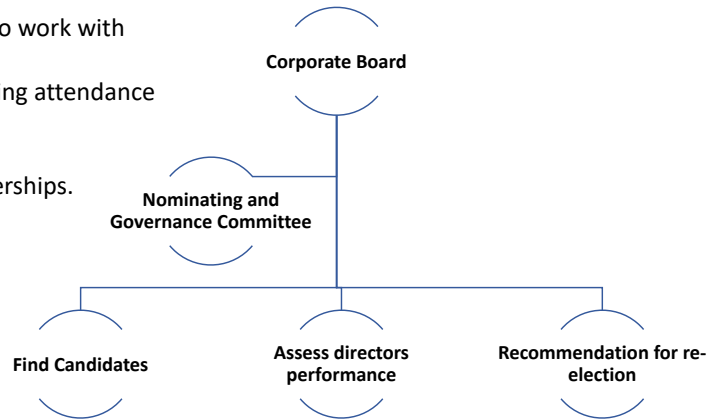 o work with
Corporate Board
ing attendance
erships.
Nominating and
Governance Committee
Find Candidates
Assess directors
performance
Recommendation for re-
election